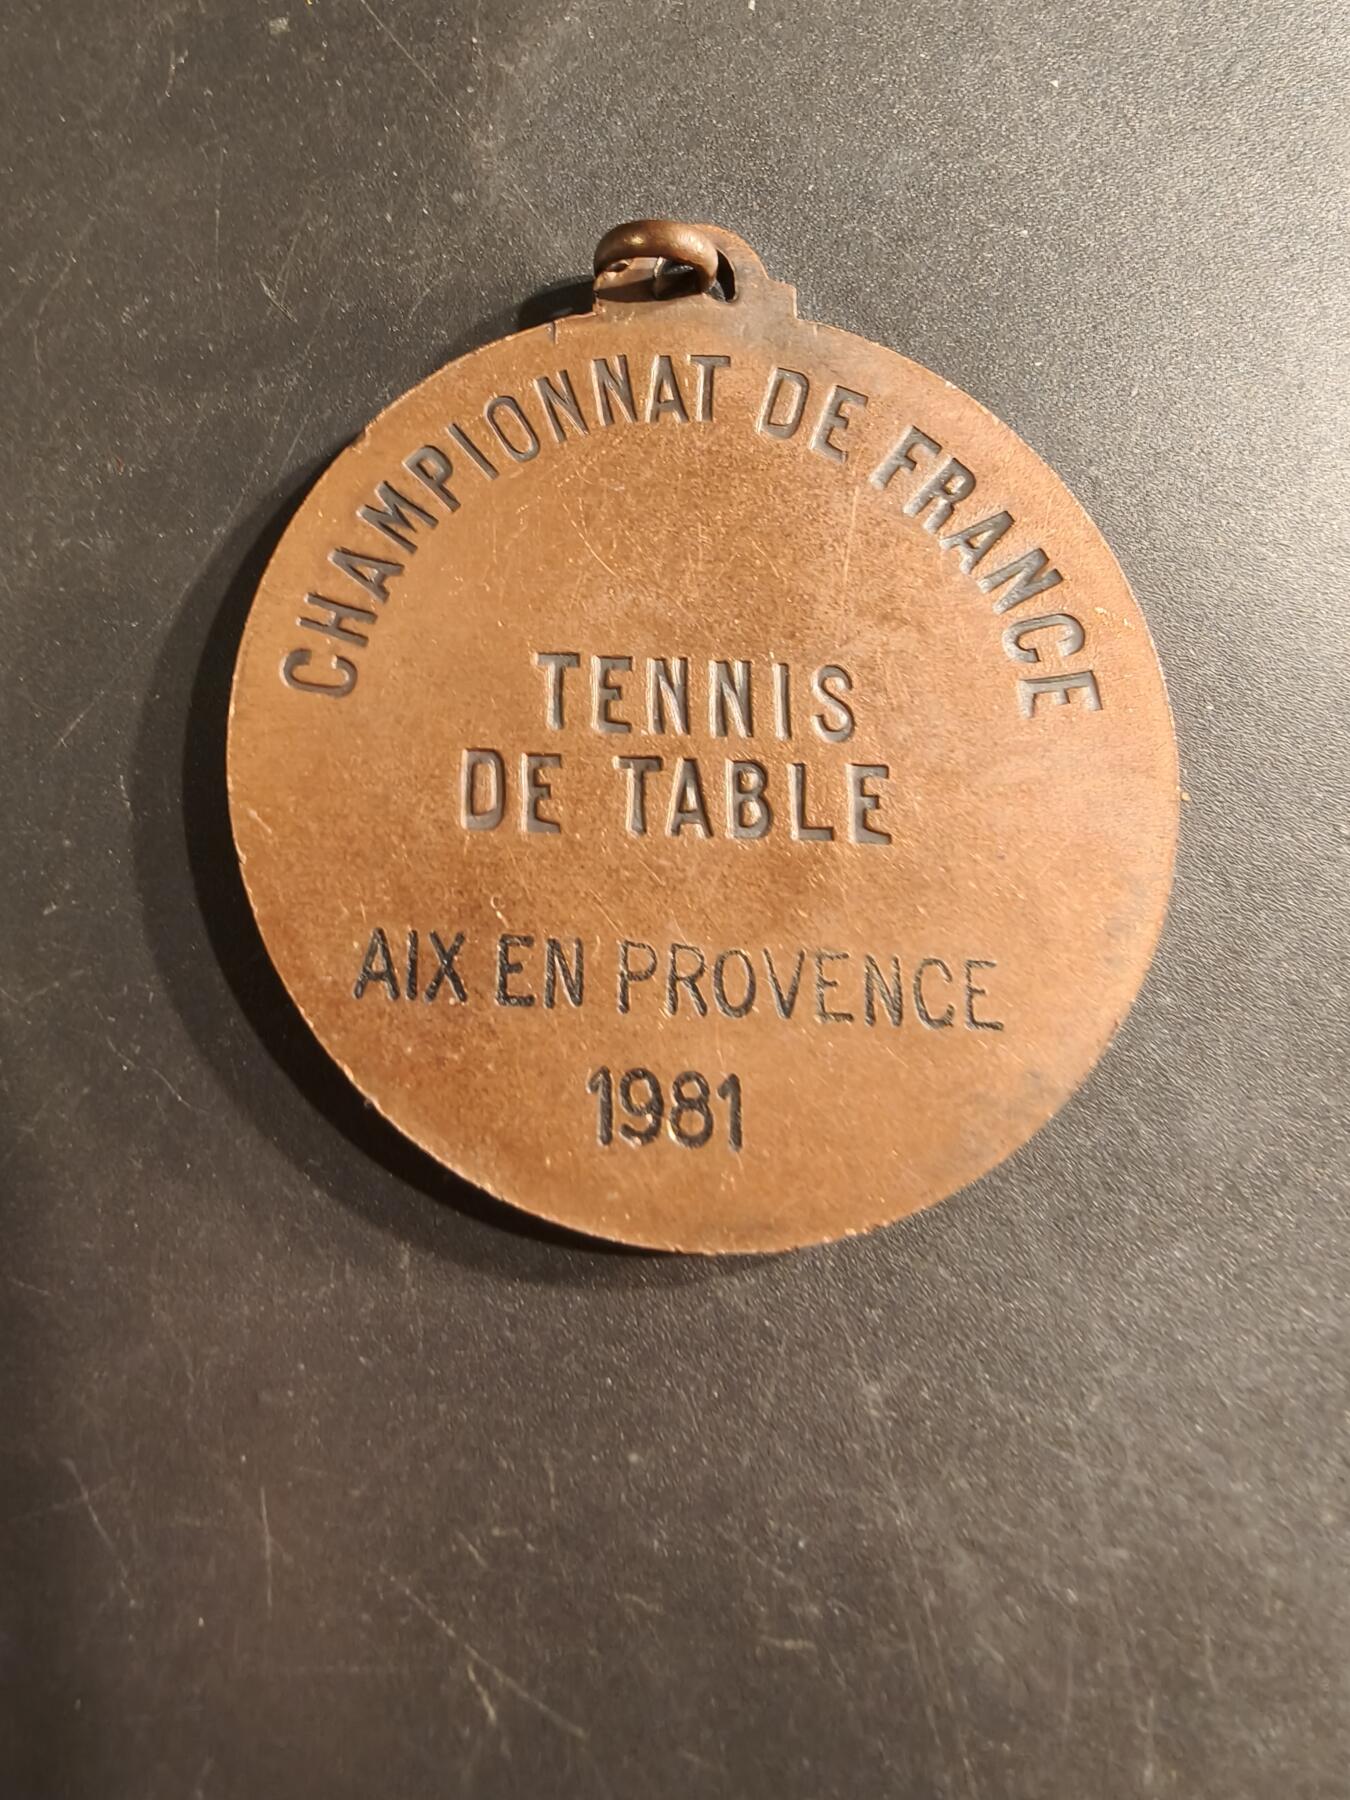 CHAMPIONNAT DE FRANCE
TENNIS
DE TABLE
AIX EN PROVENCE
1981